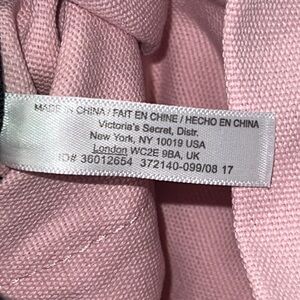 MADE IN CHINA / FAIT EN CHINE / HECHO EN CHINA
Victoria's Secret, Distr.
New York, NY 10019 USA
London WC2E 9BA, UK
ID# 36012654 372140-099/08 17